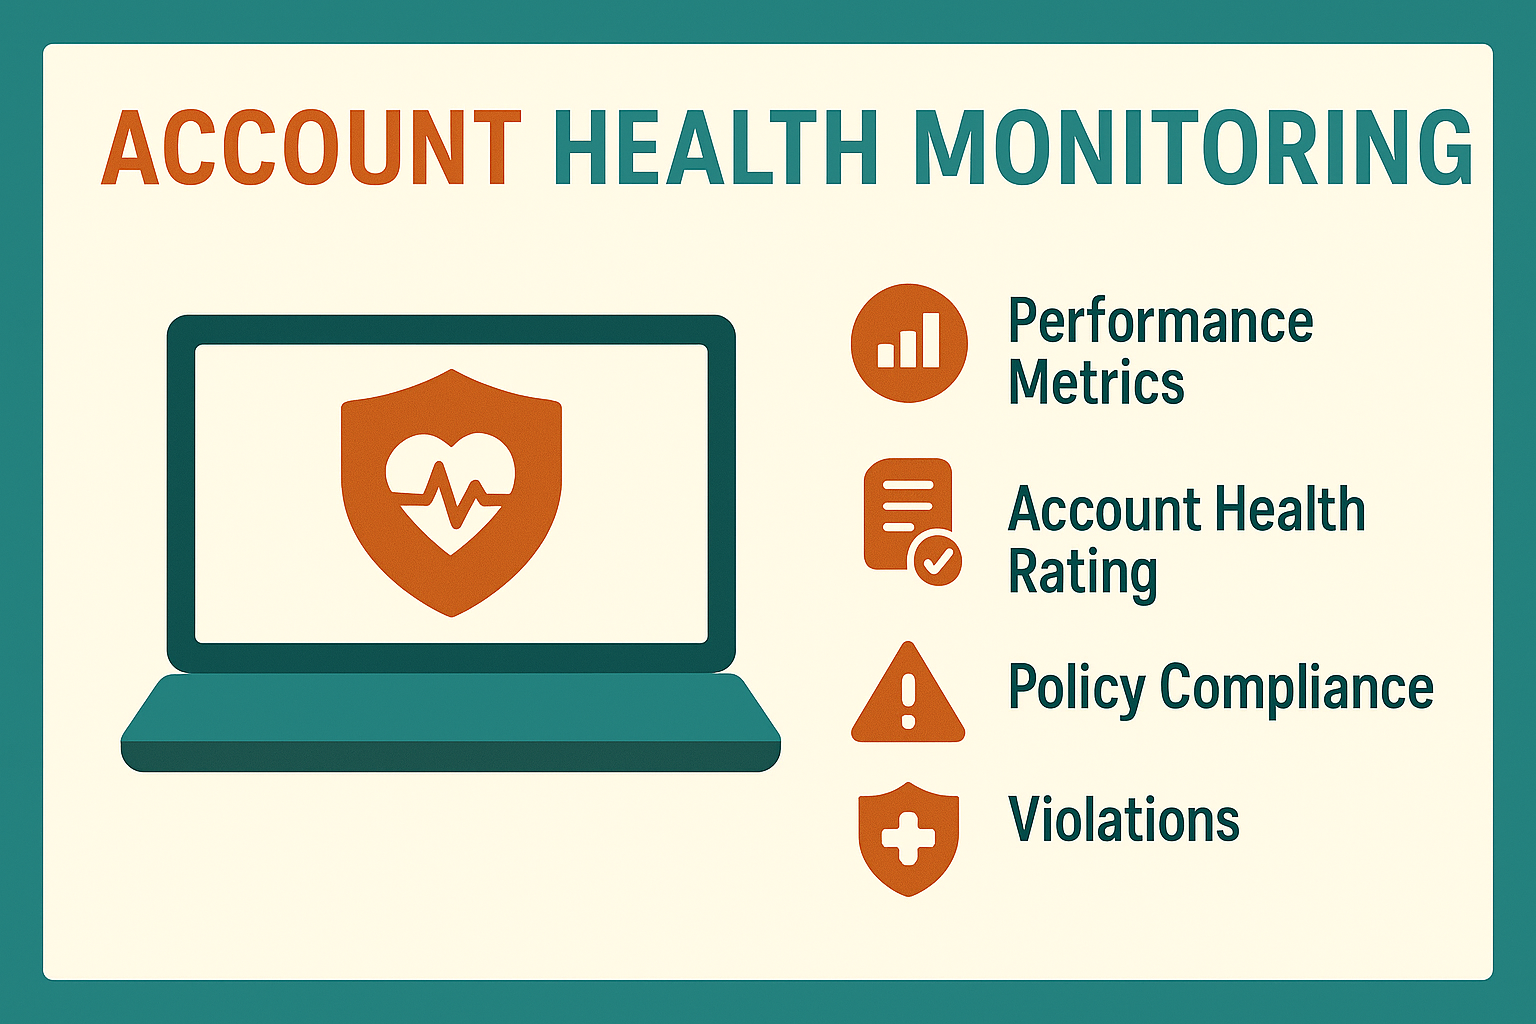 ACCOUNT HEALTH MONITORING
Performance
Metrics
Account Health
Rating
Policy Compliance
Violations